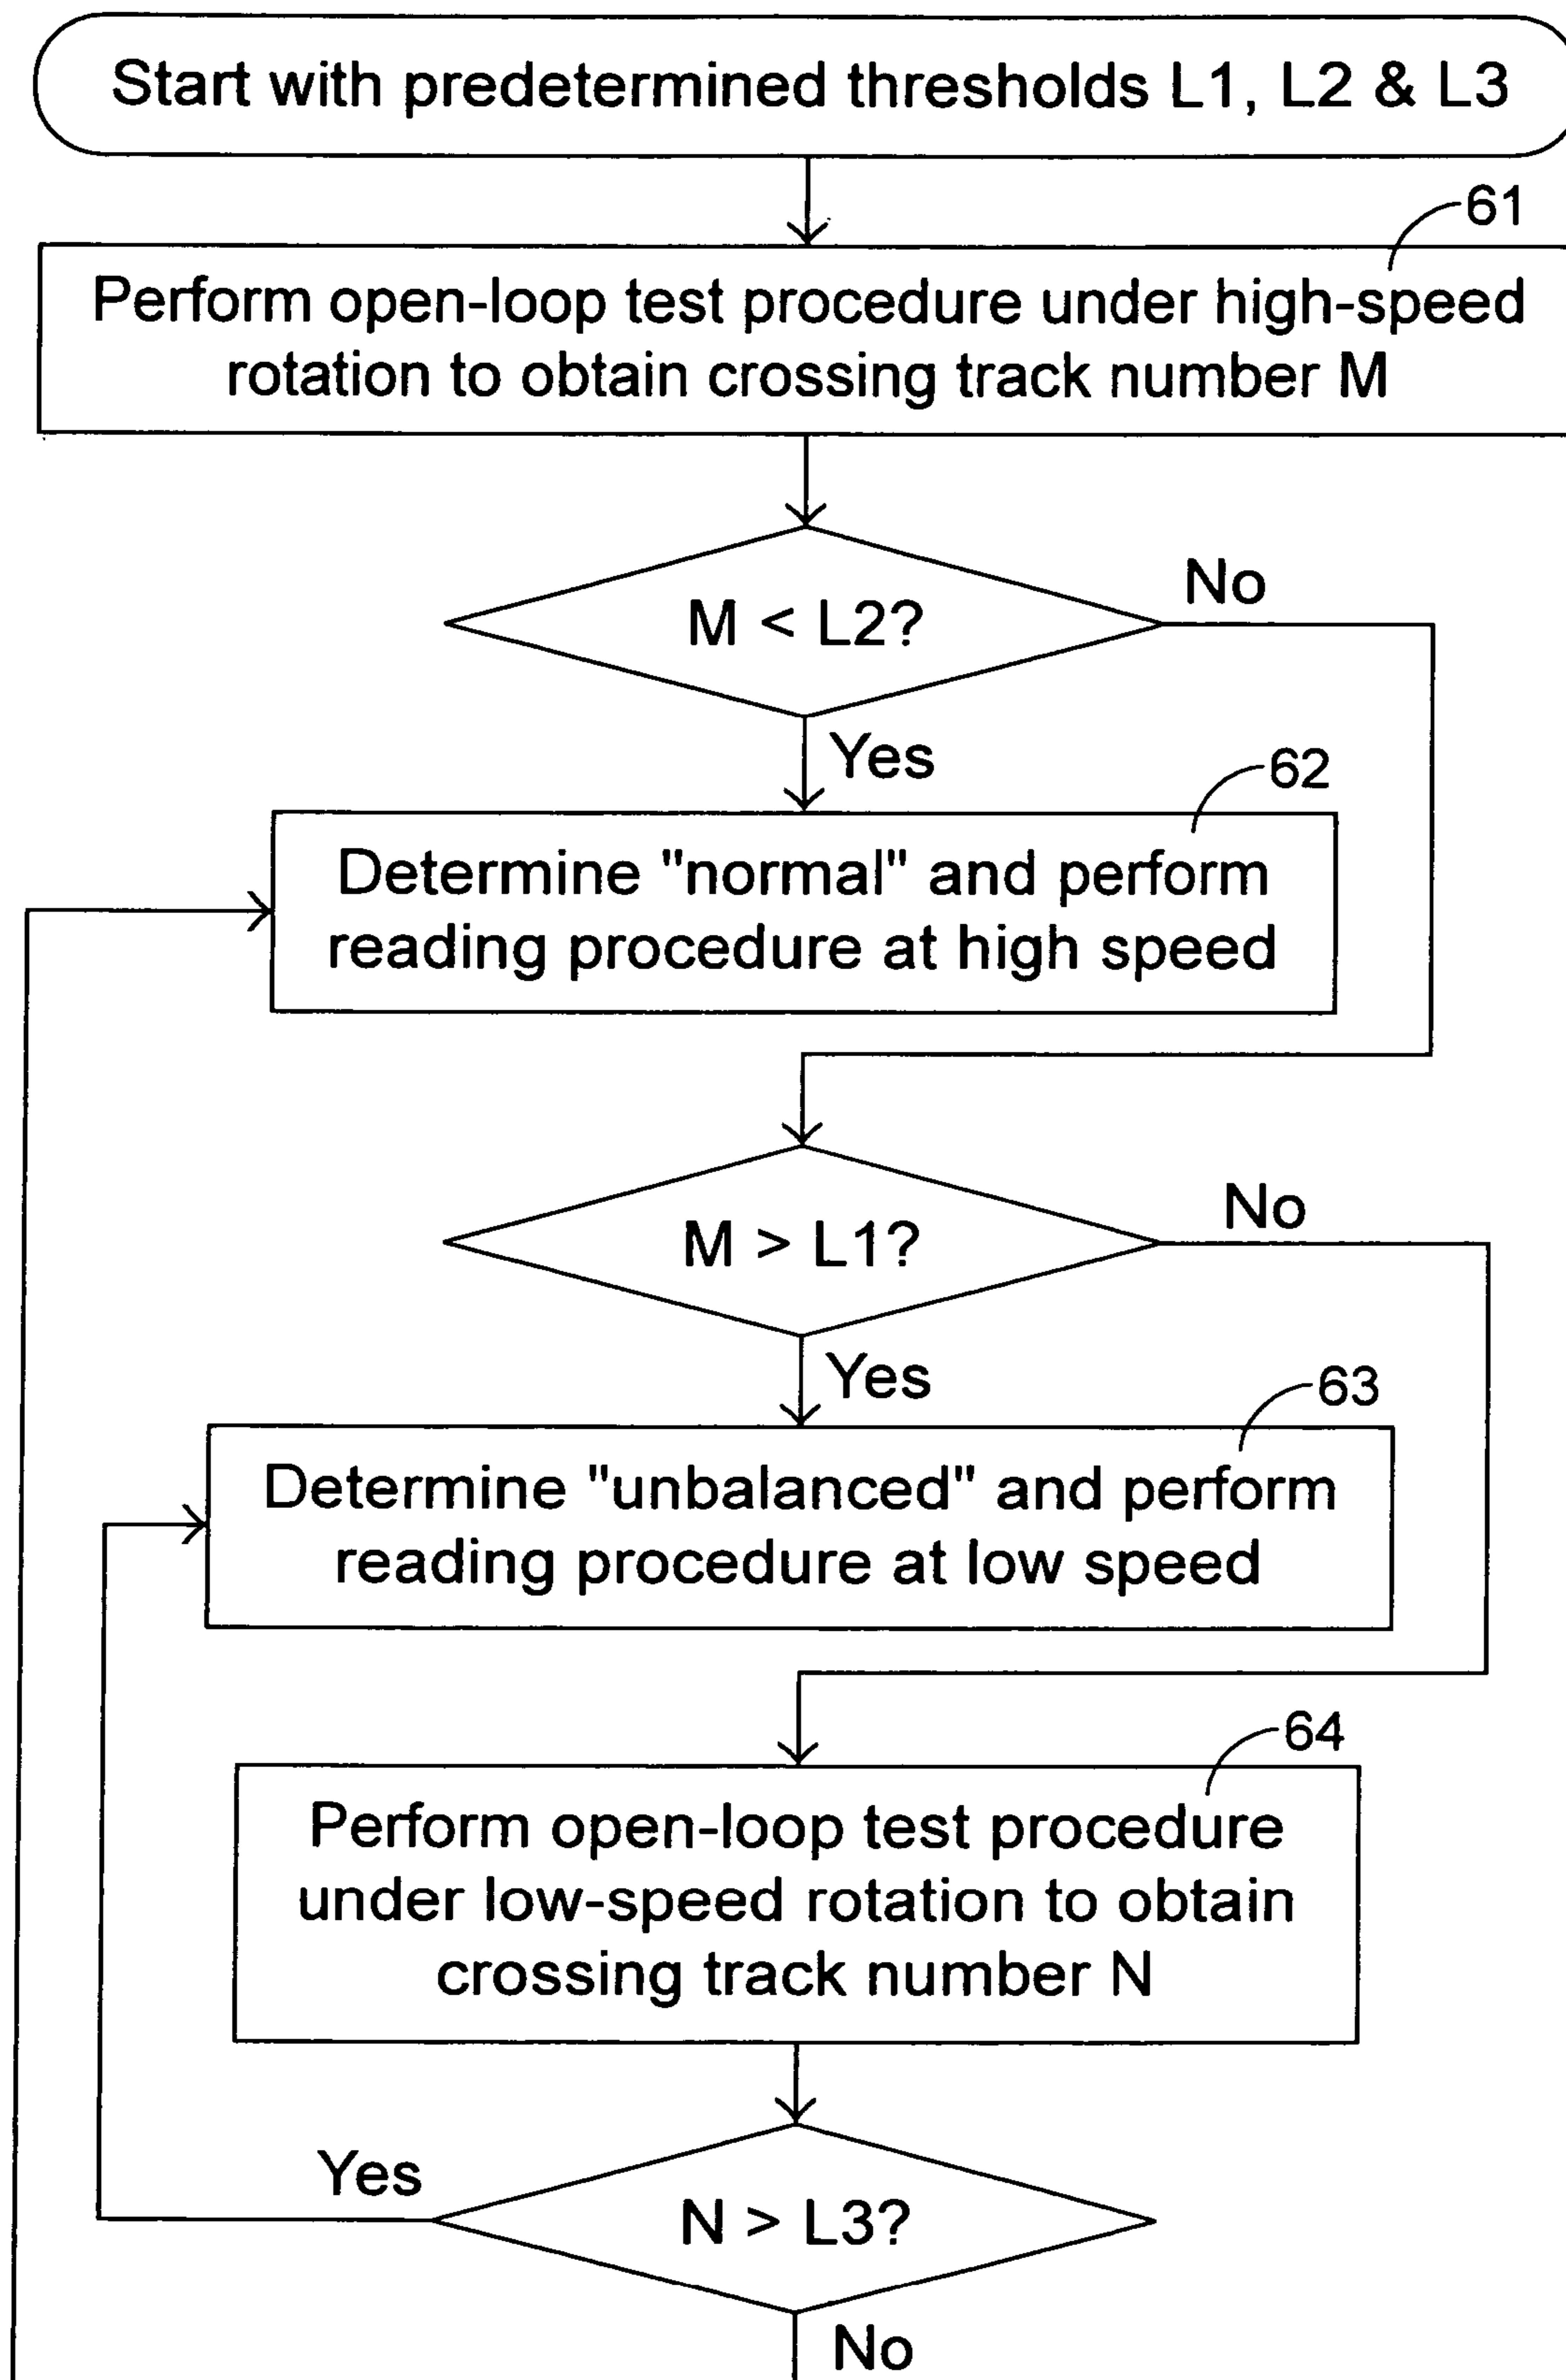 Start with predetermined thresholds L1, L2 & L3
61
Perform open-loop test procedure under high-speed
rotation to obtain crossing track number M
M < L2?
No
Yes
62
Determine "normal" and perform
reading procedure at high speed
M > L1?
No
Yes
63
Determine "unbalanced" and perform
reading procedure at low speed
64
Perform open-loop test procedure
under low-speed rotation to obtain
crossing track number N
Yes
N > L3?
No